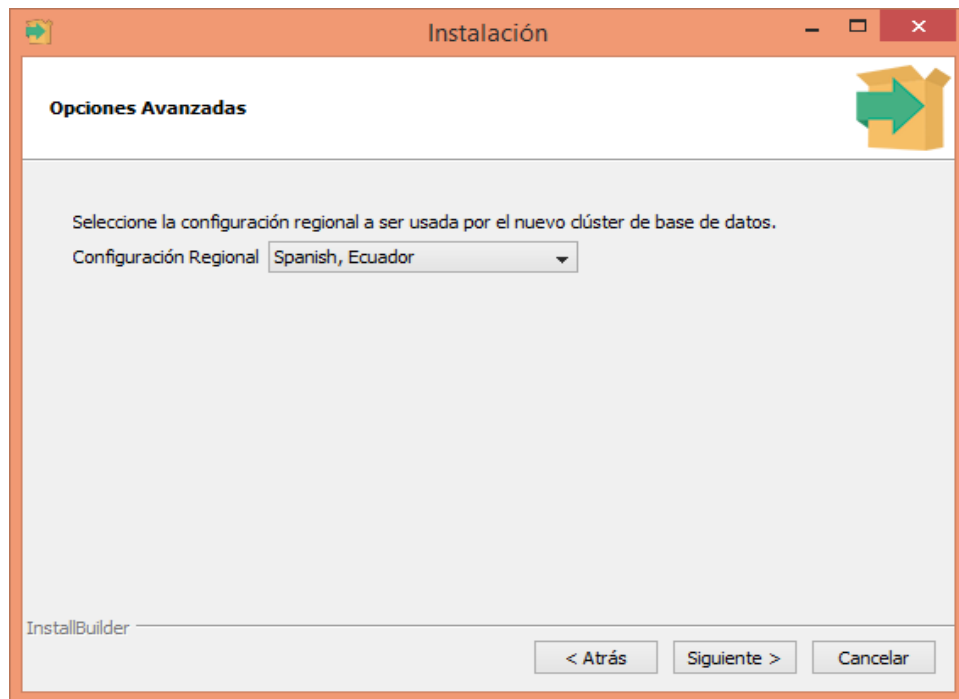 Instalación
Opciones Avanzadas
Seleccione la configuración regional a ser usada por el nuevo clúster de base de datos.
Configuración Regional Spanish, Ecuador
InstallBuilder
< Atrás Siguiente > Cancelar